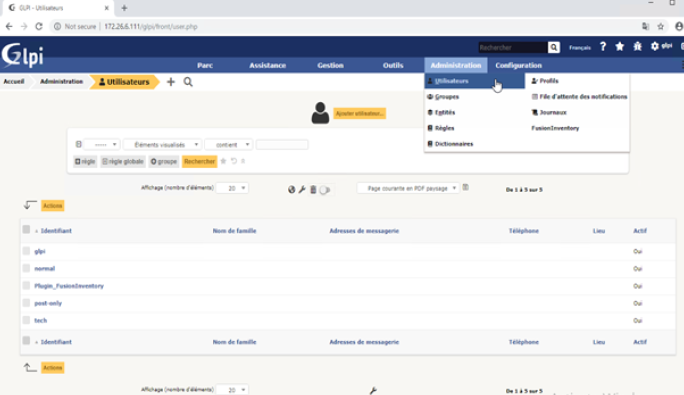 GLPI - Utilisateurs
Not secure | 172.26.6.111/glpi/front/user.php
Glpi
Rechercher Français ? glpi
Parc Assistance Gestion Outils Administration Configuration
Accueil Administration Utilisateurs
Utilisateurs Profils
Groupes File d'attente des notifications
Entités Journaux
Règles FusionInventory
Dictionnaires
Ajouter utilisateur...
----- Éléments visualisés contient
règle règle globale groupe Rechercher
Affichage (nombre d'éléments) 20 Page courante en PDF paysage De 1 à 5 sur 5
Actions
Identifiant Nom de famille Adresses de messagerie Téléphone Lieu Actif
glpi Oui
normal Oui
Plugin_FusionInventory Oui
post-only Oui
tech Oui
Identifiant Nom de famille Adresses de messagerie Téléphone Lieu Actif
Actions
Affichage (nombre d'éléments) 20 De 1 à 5 sur 5